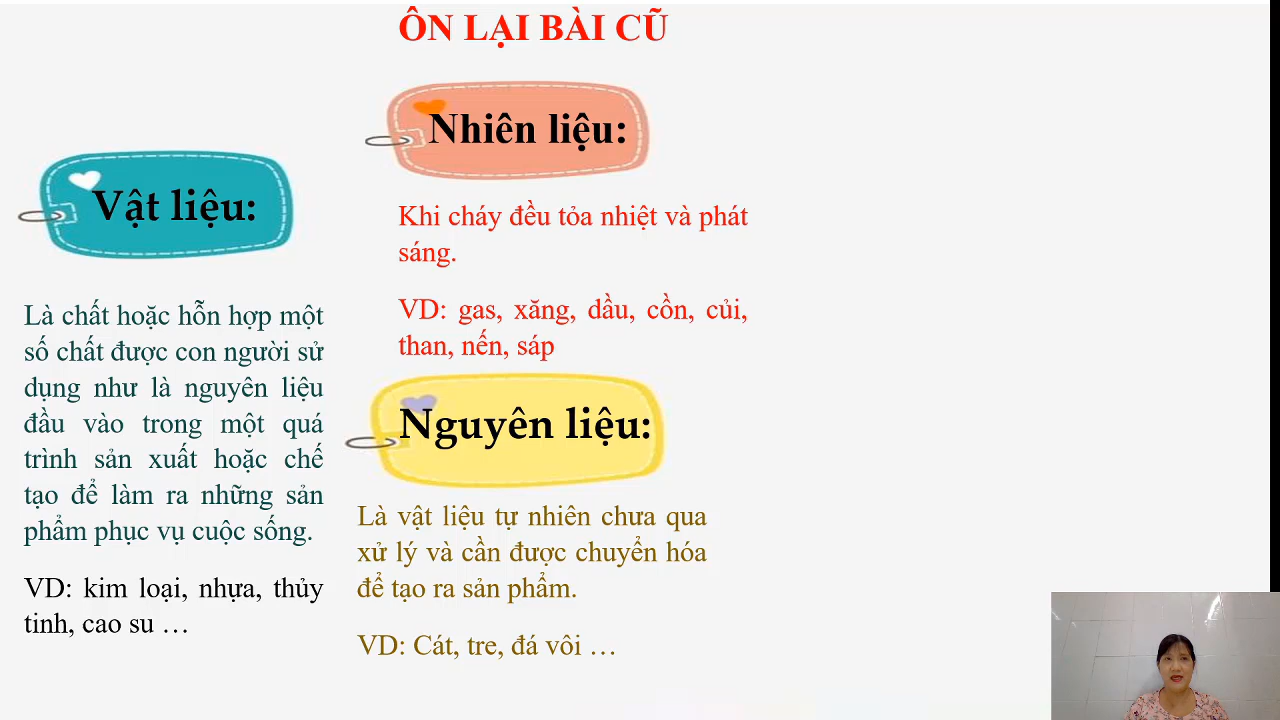 ÔN LẠI BÀI CŨ
Vật liệu:
Là chất hoặc hỗn hợp một
số chất được con người sử
dụng như là nguyên liệu
đầu vào trong một quá
trình sản xuất hoặc chế
tạo để làm ra những sản
phẩm phục vụ cuộc sống.
VD: kim loại, nhựa, thủy
tinh, cao su …
Nhiên liệu:
Khi cháy đều tỏa nhiệt và phát
sáng.
VD: gas, xăng, dầu, cồn, củi,
than, nến, sáp
Nguyên liệu:
Là vật liệu tự nhiên chưa qua
xử lý và cần được chuyển hóa
để tạo ra sản phẩm.
VD: Cát, tre, đá vôi …